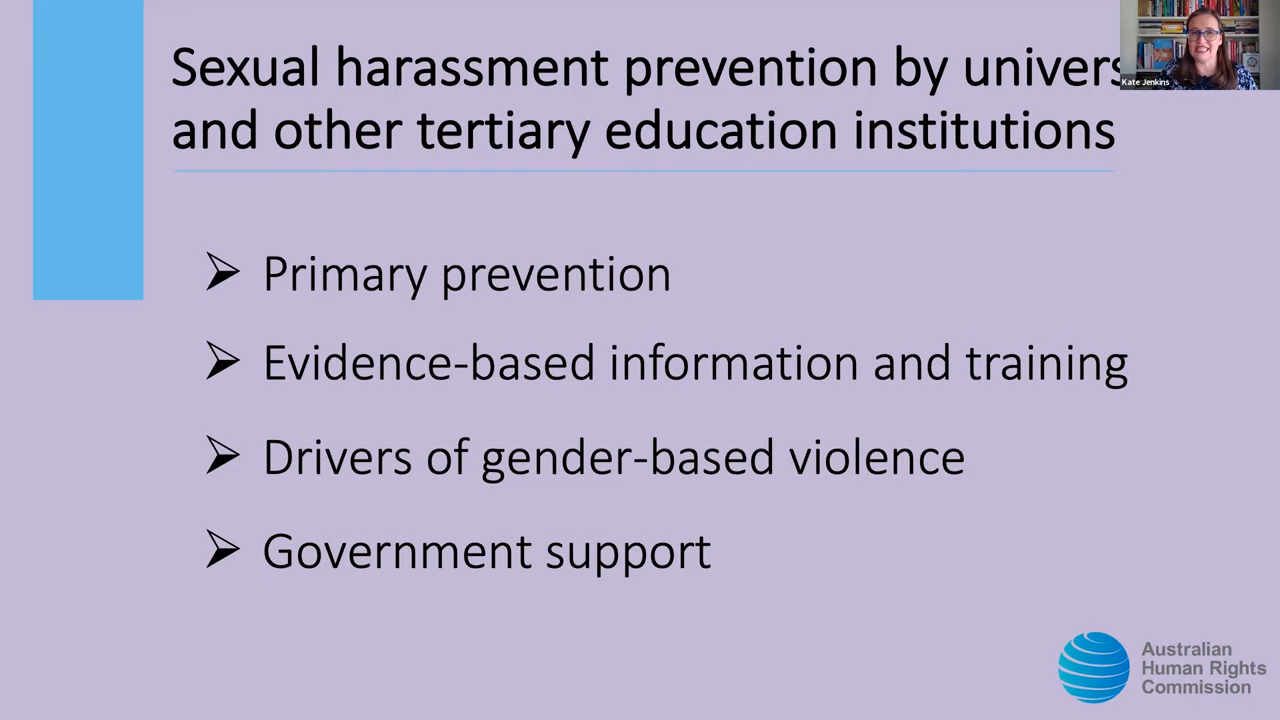 Sexual harassment prevention by univers
and other tertiary education institutions
Kate Jenkins
Primary prevention
Evidence-based information and training
Drivers of gender-based violence
Government support
Australian
Human Rights
Commission